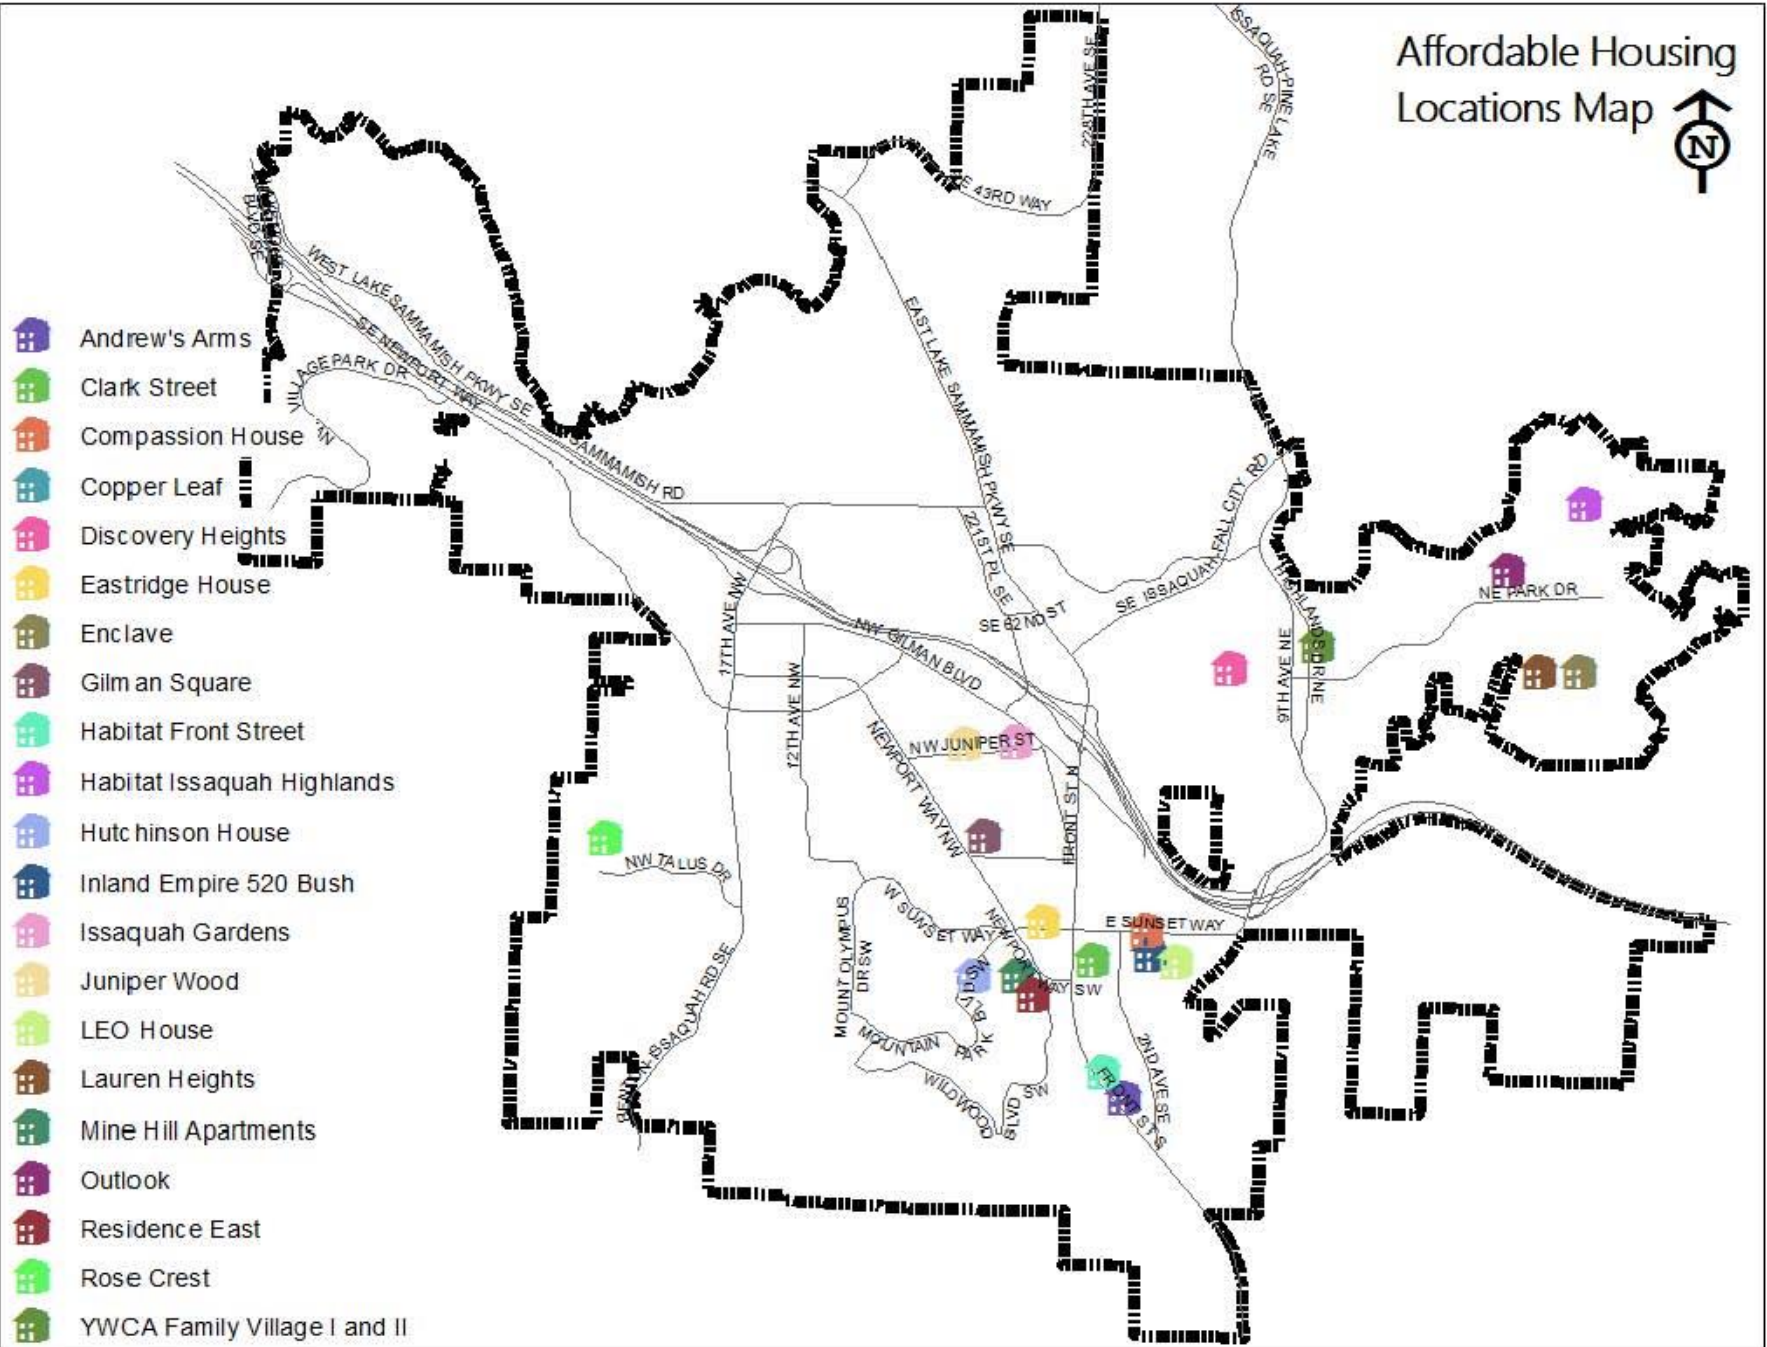 Affordable Housing
Locations Map
N
Andrew's Arms
Clark Street
Compassion House
Copper Leaf
Discovery Heights
Eastridge House
Enclave
Gilman Square
Habitat Front Street
Habitat Issaquah Highlands
Hutchinson House
Inland Empire 520 Bush
Issaquah Gardens
Juniper Wood
LEO House
Lauren Heights
Mine Hill Apartments
Outlook
Residence East
Rose Crest
YWCA Family Village I and II
228TH AVE SE
ISSAQUAH-PINE LAKE
RD SE
43RD WAY
BLVD SE
WEST LAKE SAMMAMISH PKWY SE
SE NEWPORT WAY
VILLAGE PARK DR
SAMMAMISH RD
EAST LAKE SAMMAMISH PKWY SE
221ST PL SE
SE 62ND ST
SE ISSAQUAH-FALL CITY RD
HIGHLANDS DR NE
9TH AVE NE
NE PARK DR
17TH AVE NW
12TH AVE NW
NW GILMAN BLVD
NW JUNIPER ST
NEWPORT WAY NW
FRONT ST N
NW TALUS DR
W SUNSET WAY
E SUNSET WAY
NEWPORT
WAY SW
MOUNT OLYMPUS
DR SW
MOUNTAIN PARK
BLVD SW
WILDWOOD
BLVD SW
2ND AVE SE
FRONT ST S
ISSAQUAH RD SE